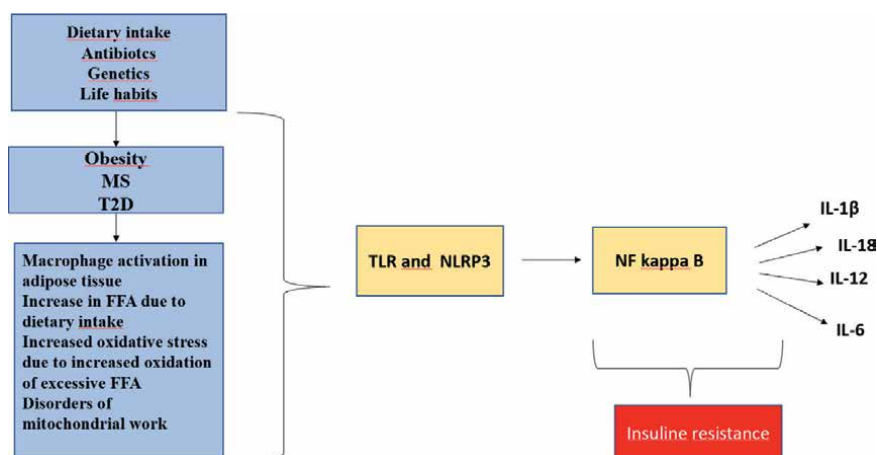 Dietary intake
Antibiotcs
Genetics
Life habits
Obesity
MS
T2D
Macrophage activation in
adipose tissue
Increase in FFA due to
dietary intake
Increased oxidative stress
due to increased oxidation
of excessive FFA
Disorders of
mitochondrial work
TLR and NLRP3
NF kappa B
IL-1β
IL-18
IL-12
IL-6
Insuline resistance